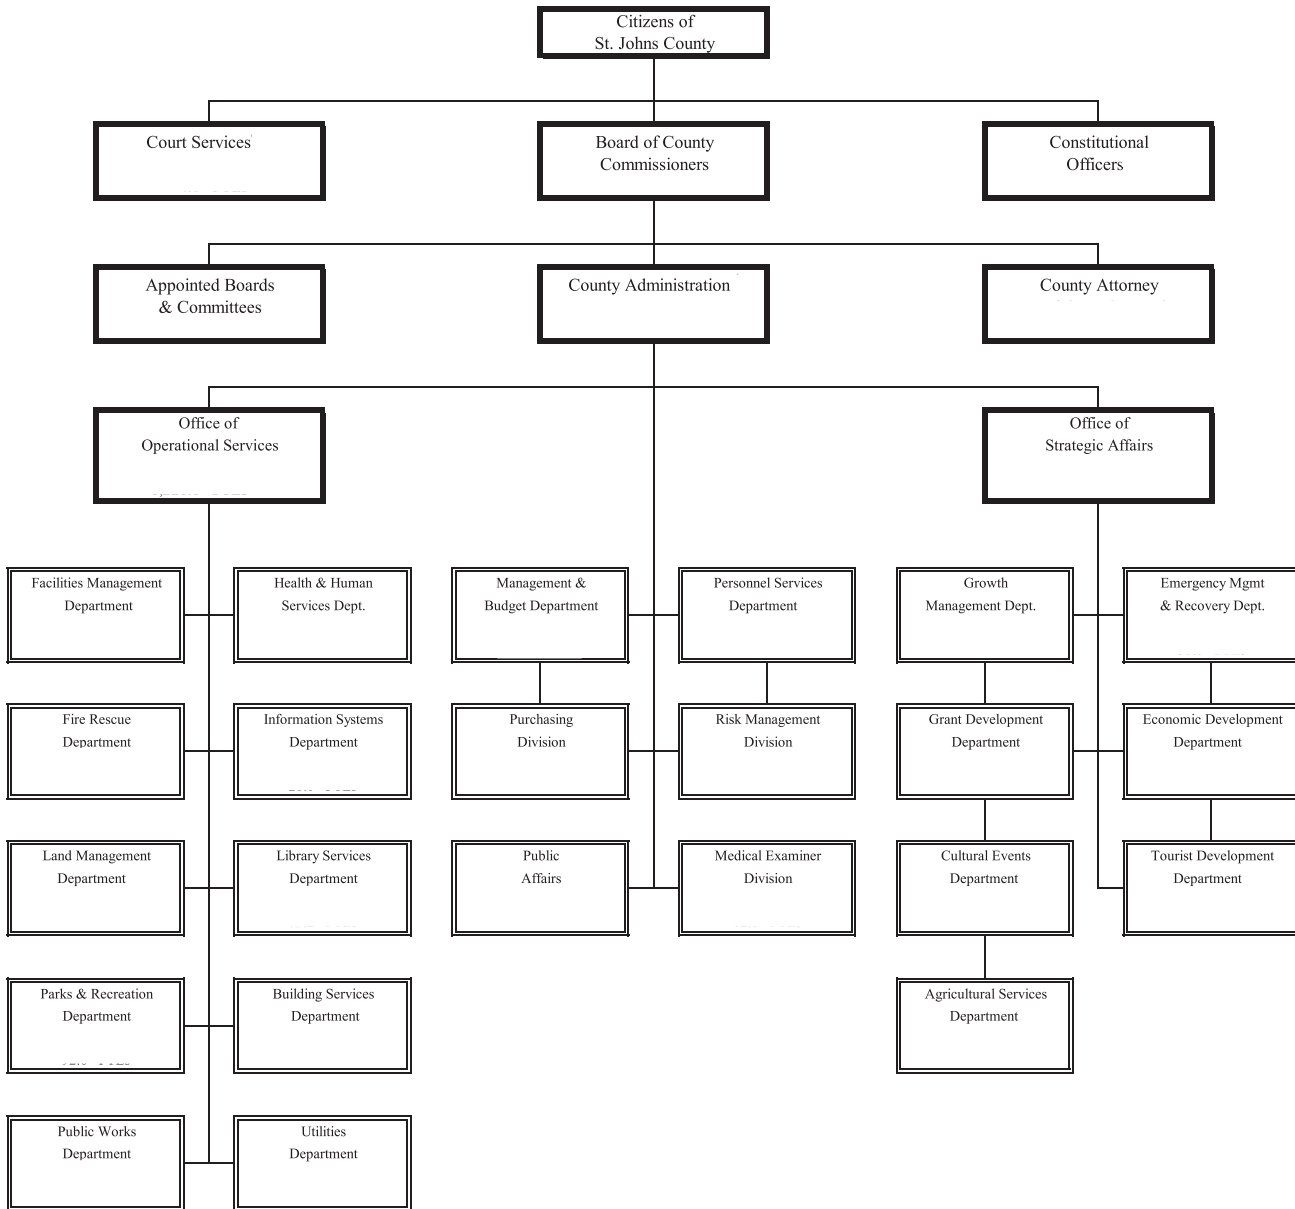 Citizens of
St. Johns County
Court Services
Board of County
Commissioners
Constitutional
Officers
Appointed Boards
& Committees
County Administration
County Attorney
Office of
Operational Services
Office of
Strategic Affairs
Facilities Management
Department
Health & Human
Services Dept.
Management &
Budget Department
Personnel Services
Department
Growth
Management Dept.
Emergency Mgmt
& Recovery Dept.
Fire Rescue
Department
Information Systems
Department
Purchasing
Division
Risk Management
Division
Grant Development
Department
Economic Development
Department
Land Management
Department
Library Services
Department
Public
Affairs
Medical Examiner
Division
Cultural Events
Department
Tourist Development
Department
Parks & Recreation
Department
Building Services
Department
Agricultural Services
Department
Public Works
Department
Utilities
Department